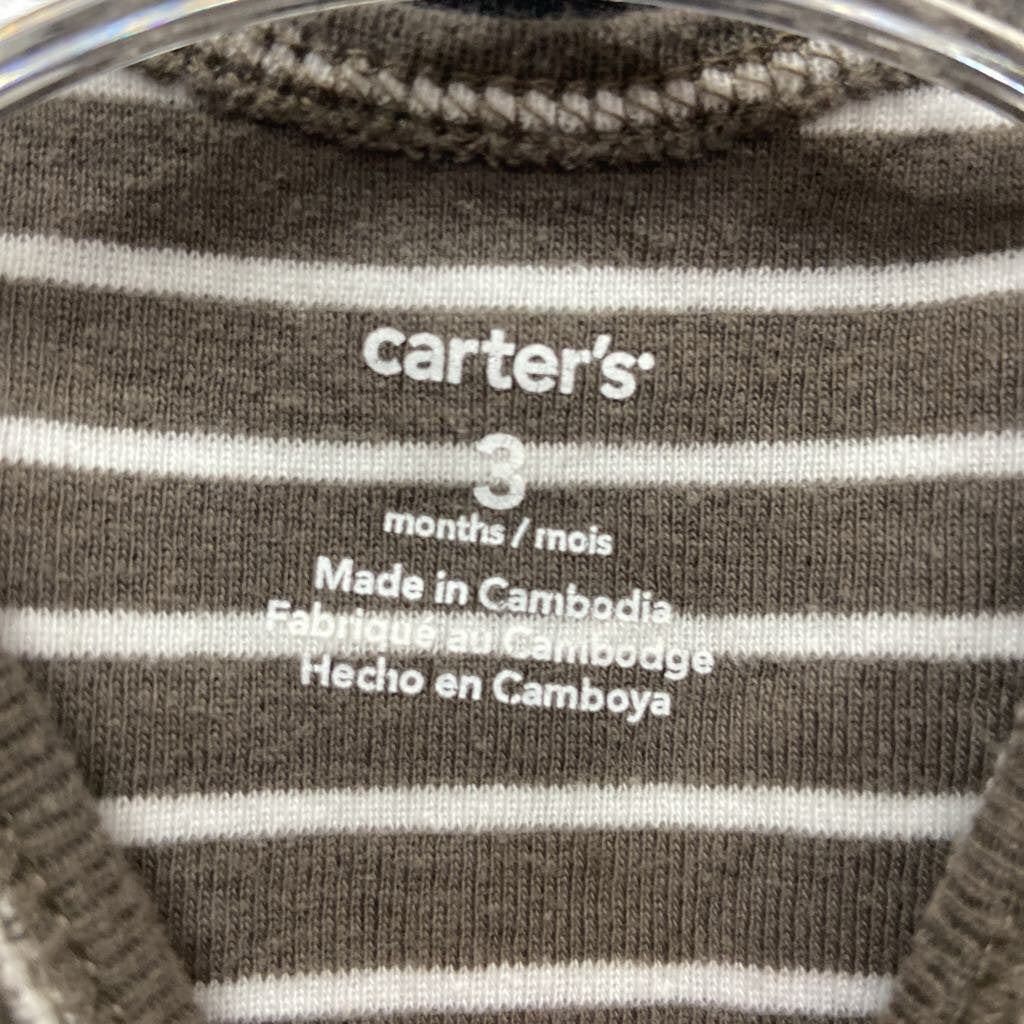 carter's
3
months / mois
Made in Cambodia
Fabriqué au Cambodge
Hecho en Camboya